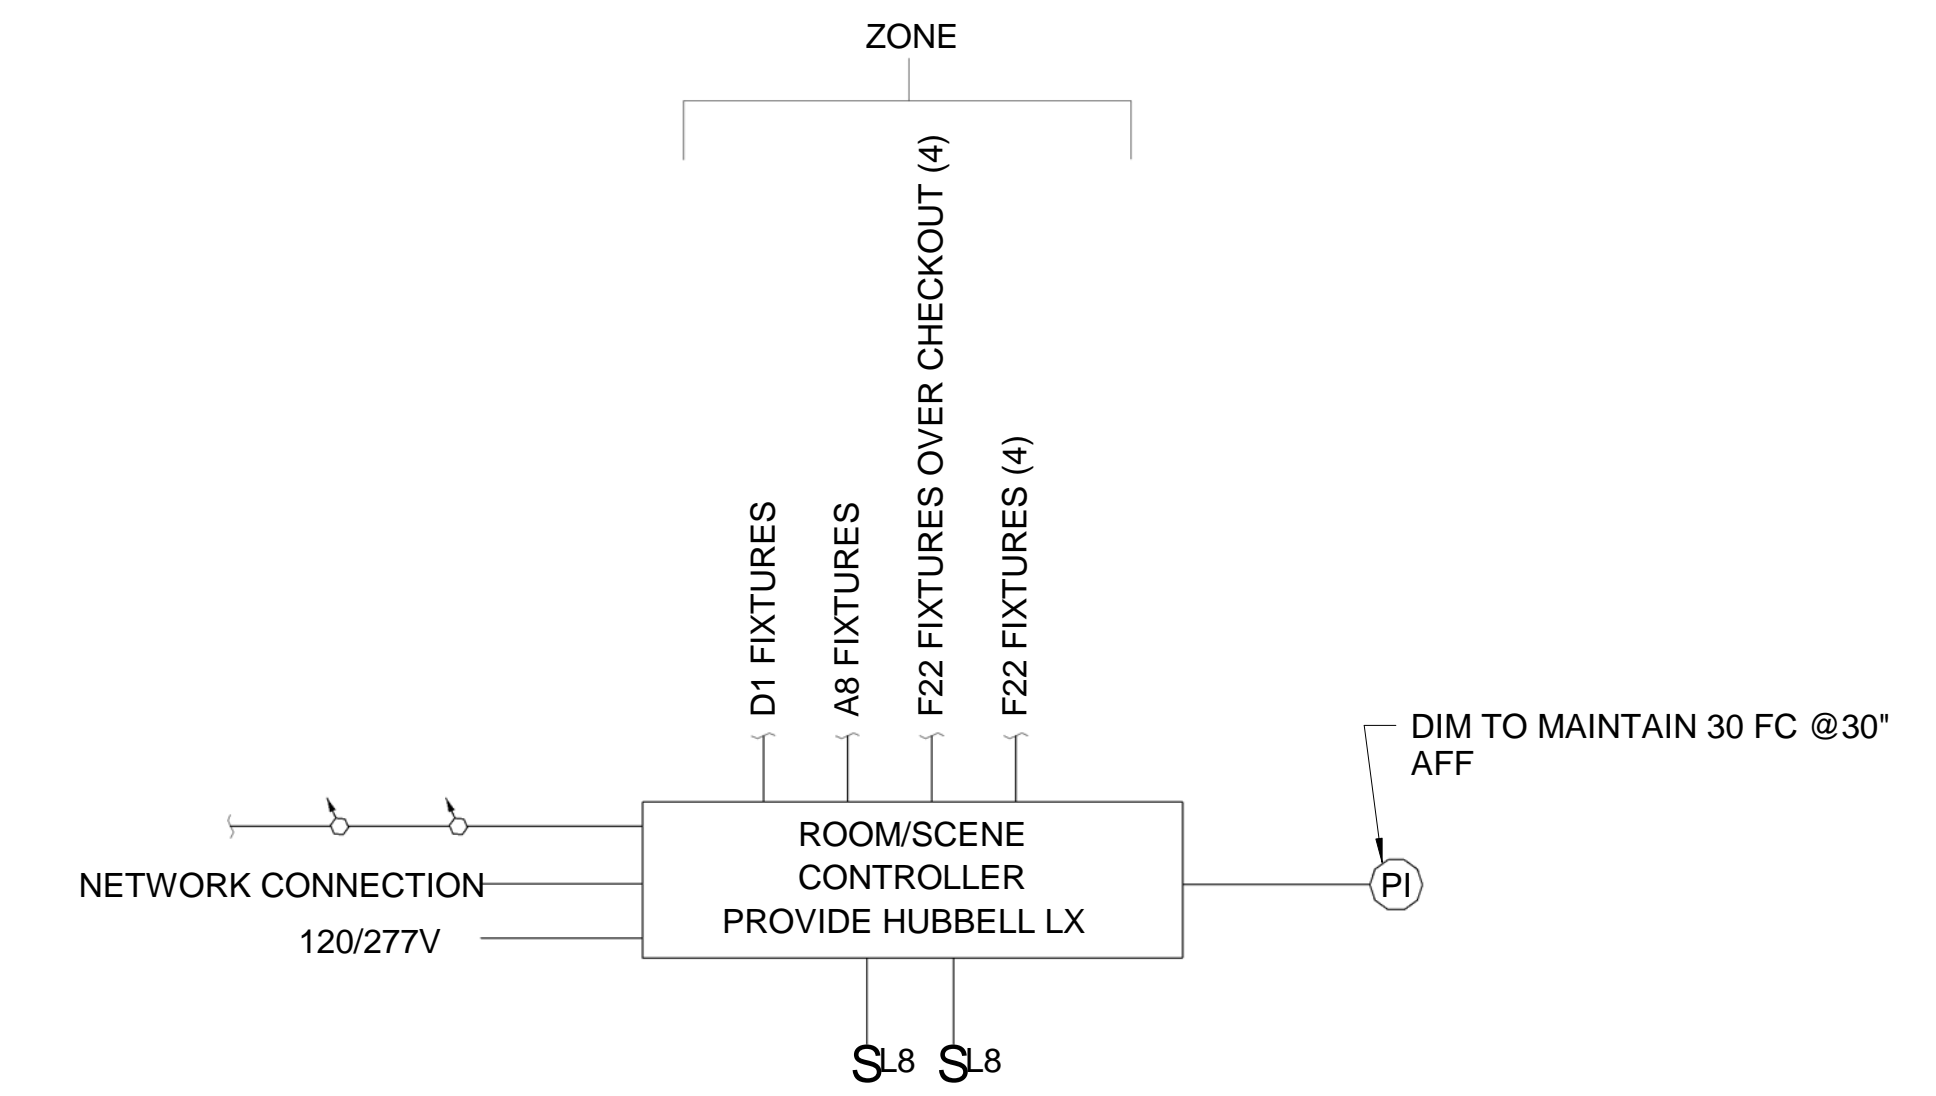 ZONE
D1 FIXTURES
A8 FIXTURES
F22 FIXTURES OVER CHECKOUT (4)
F22 FIXTURES (4)
DIM TO MAINTAIN 30 FC @30"
AFF
ROOM/SCENE
CONTROLLER
PROVIDE HUBBELL LX
NETWORK CONNECTION
120/277V
PI
SL8
SL8